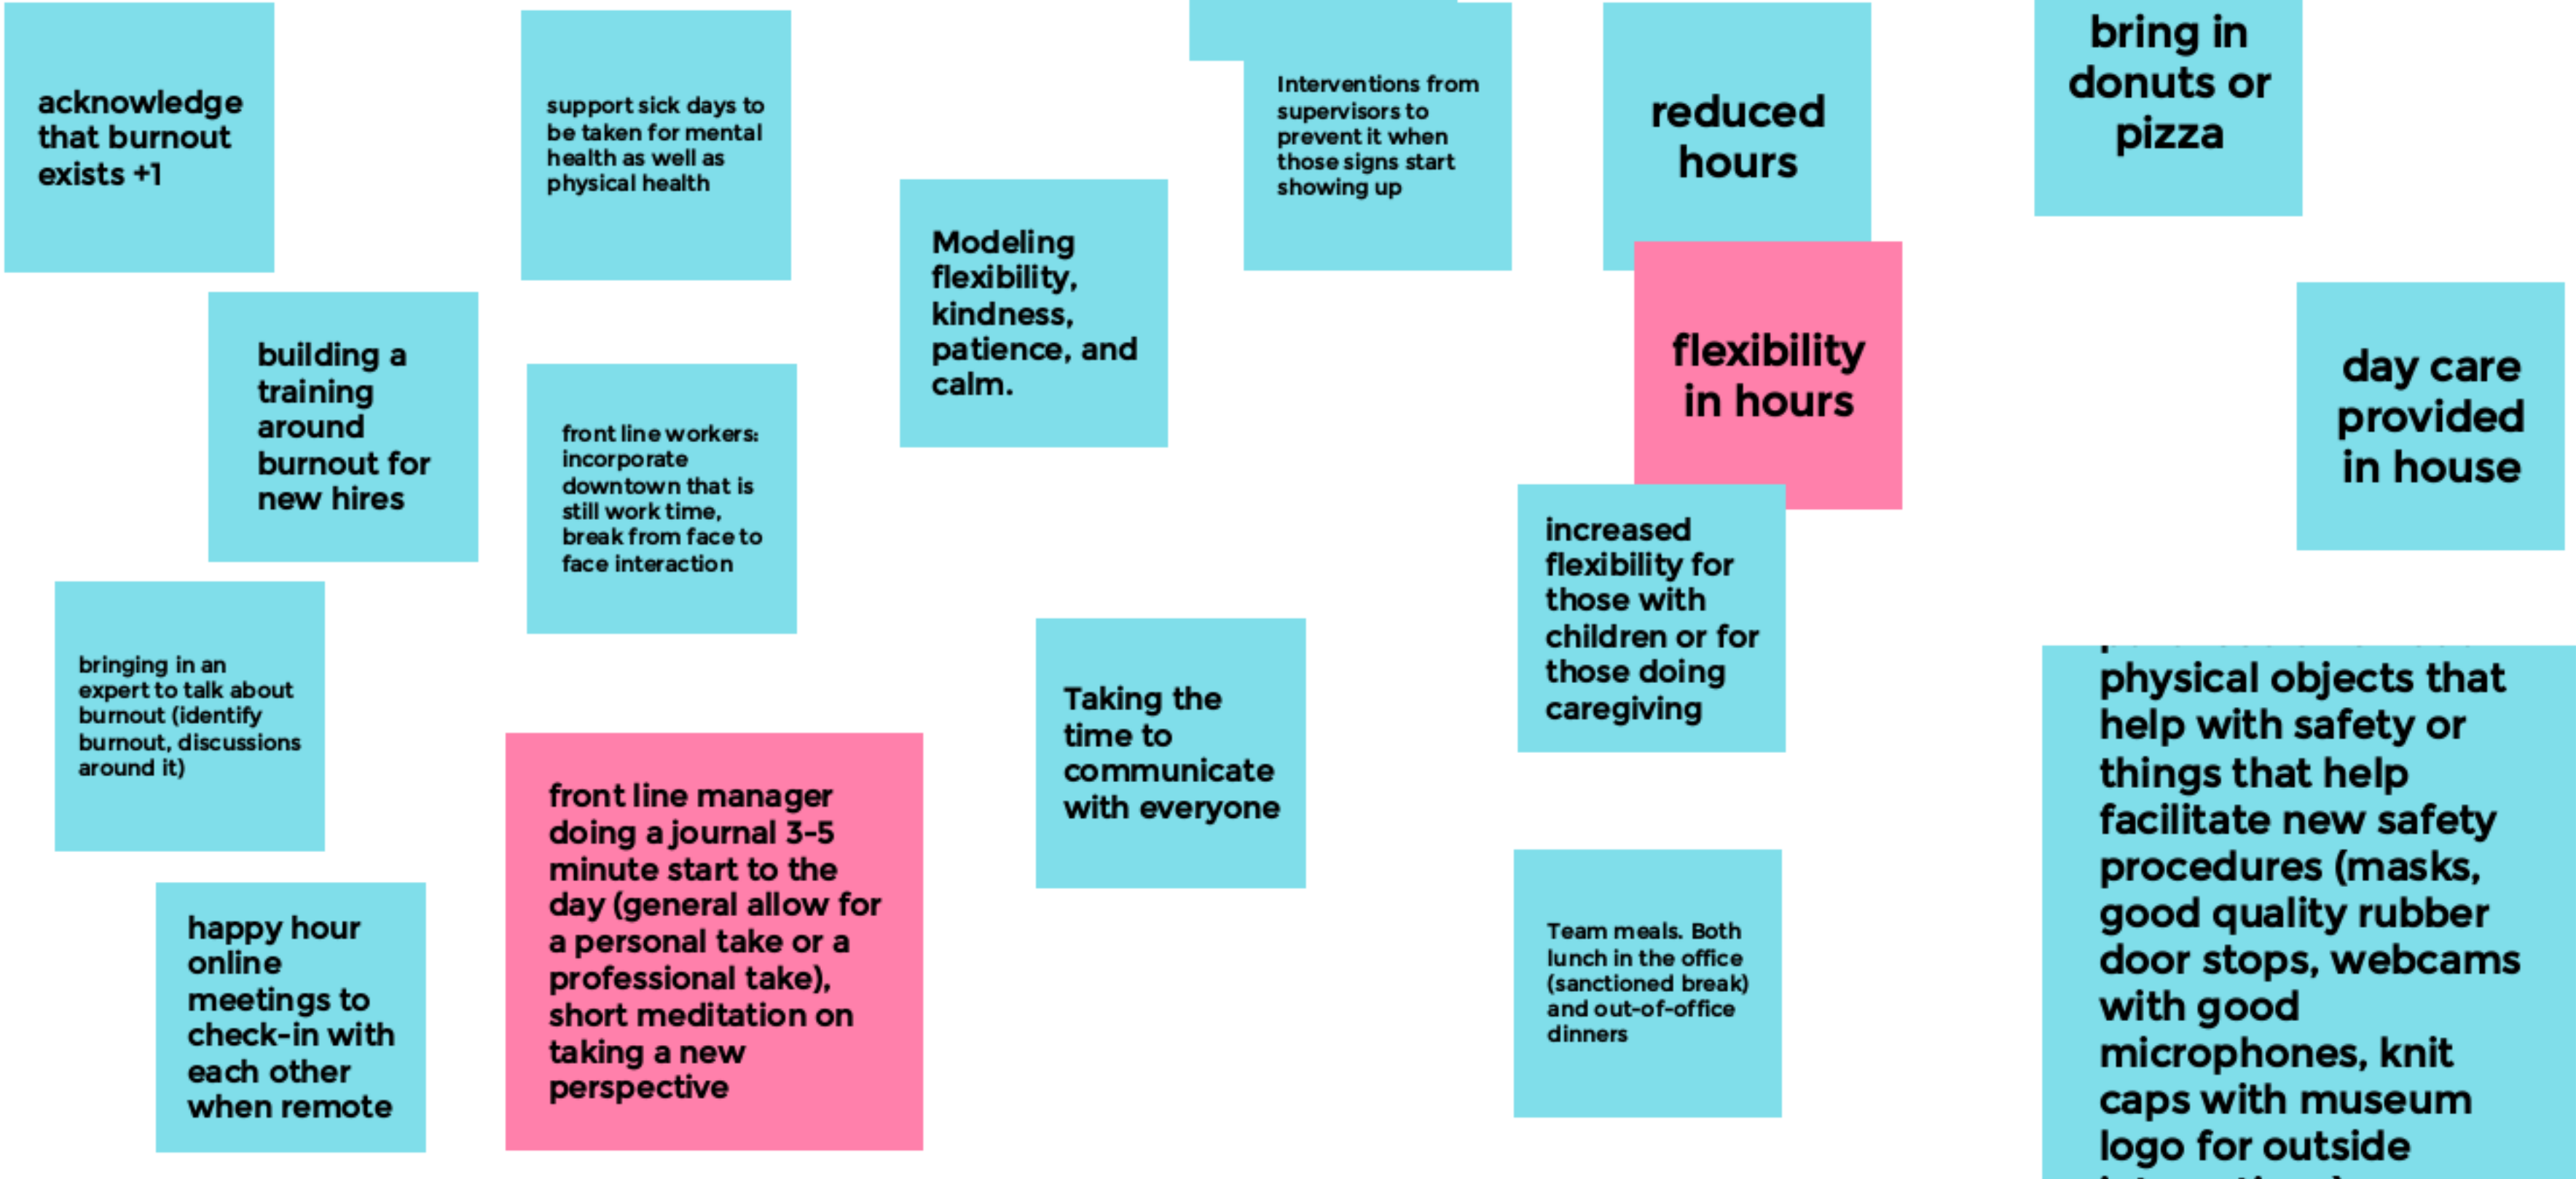 acknowledge
that burnout
exists +1
support sick days to
be taken for mental
health as well as
physical health
Interventions from
supervisors to
prevent it when
those signs start
showing up
reduced
hours
bring in
donuts or
pizza
Modeling
flexibility,
kindness,
patience, and
calm.
flexibility
in hours
day care
provided
in house
building a
training
around
burnout for
new hires
front line workers:
incorporate
downtown that is
still work time,
break from face to
face interaction
increased
flexibility for
those with
children or for
those doing
caregiving
bringing in an
expert to talk about
burnout (identify
burnout, discussions
around it)
Taking the
time to
communicate
with everyone
physical objects that
help with safety or
things that help
facilitate new safety
procedures (masks,
good quality rubber
door stops, webcams
with good
microphones, knit
caps with museum
logo for outside
front line manager
doing a journal 3-5
minute start to the
day (general allow for
a personal take or a
professional take),
short meditation on
taking a new
perspective
happy hour
online
meetings to
check-in with
each other
when remote
Team meals. Both
lunch in the office
(sanctioned break)
and out-of-office
dinners